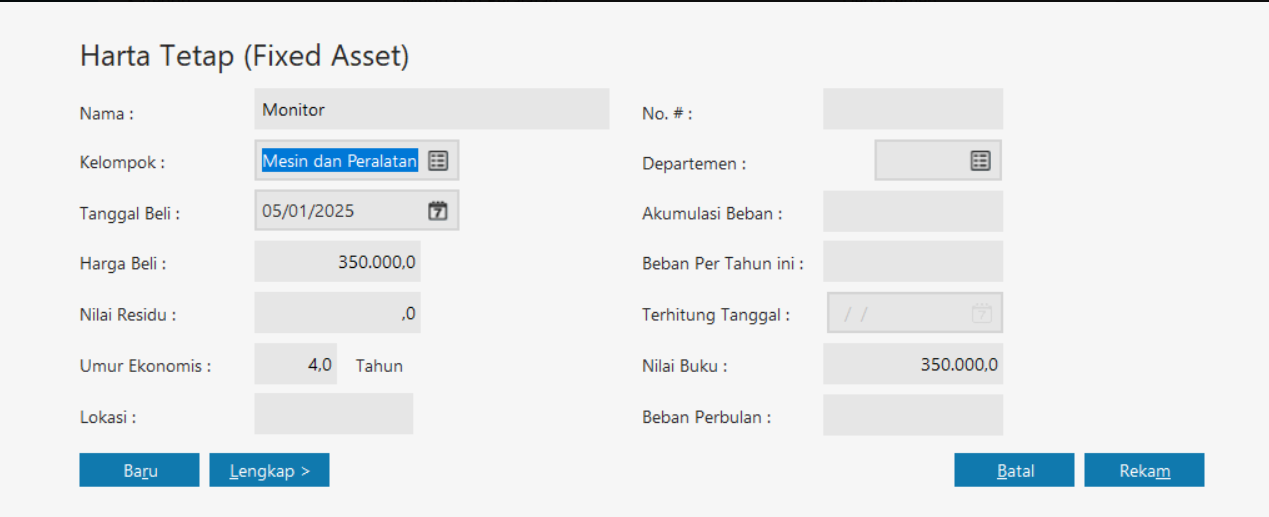 Harta Tetap (Fixed Asset)
Nama : Monitor No. # :
Kelompok : Mesin dan Peralatan Departemen :
Tanggal Beli : 05/01/2025 7 Akumulasi Beban :
Harga Beli : 350.000,0 Beban Per Tahun ini :
Nilai Residu : ,0 Terhitung Tanggal : / / 7
Umur Ekonomis : 4,0 Tahun Nilai Buku : 350.000,0
Lokasi : Beban Perbulan :
Baru Lengkap > Batal Rekam